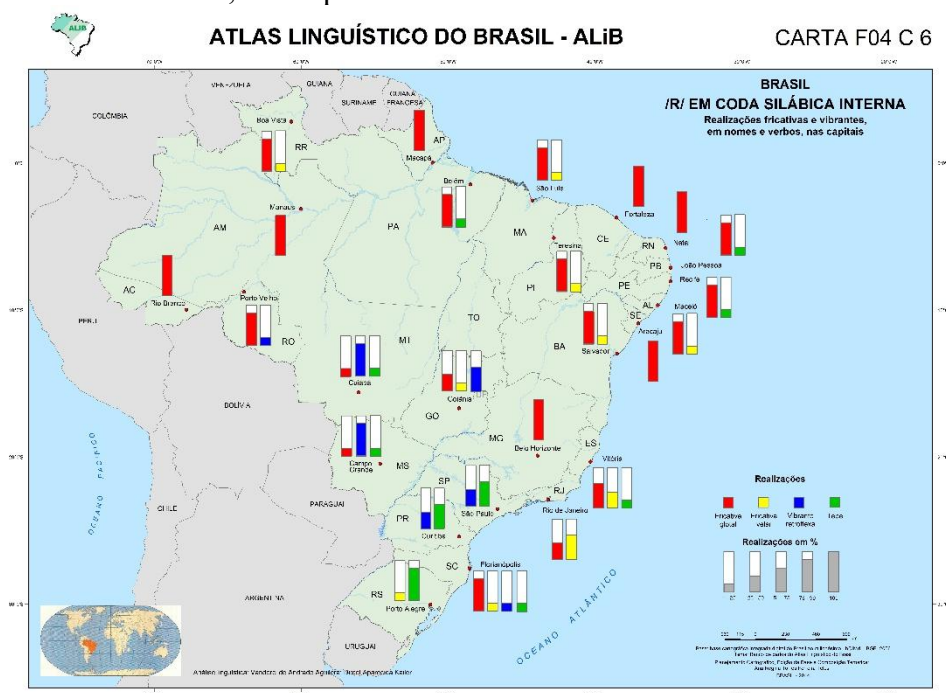 ALiB
ATLAS LINGUÍSTICO DO BRASIL - ALiB
CARTA F04 C 6
BRASIL
/R/ EM CODA SILÁBICA INTERNA
Realizações fricativas e vibrantes,
em nomes e verbos, nas capitais
VENEZUELA
GUIANA
SURINAME
GUIANA
FRANCESA
COLÔMBIA
Boa Vista
RR
AP
Macapá
Belém
São Luís
Fortaleza
Natal
Manaus
AM
PA
MA
CE
Teresina
RN
PB
João Pessoa
Recife
PI
PE
AL
Maceió
SE
Aracaju
AC
Rio Branco
Porto Velho
RO
PERU
MT
TO
BA
Salvador
Cuiabá
Goiânia
GO
BOLÍVIA
MG
Belo Horizonte
ES
Vitória
Campo
Grande
MS
SP
São Paulo
RJ
Rio de Janeiro
PARAGUAI
PR
Curitiba
CHILE
SC
Florianópolis
RS
Porto Alegre
ARGENTINA
URUGUAI
OCEANO PACÍFICO
OCEANO ATLÂNTICO
Realizações
Fricativa
glotal
Fricativa
velar
Vibrante
retroflexa
Tepe
Realizações em %